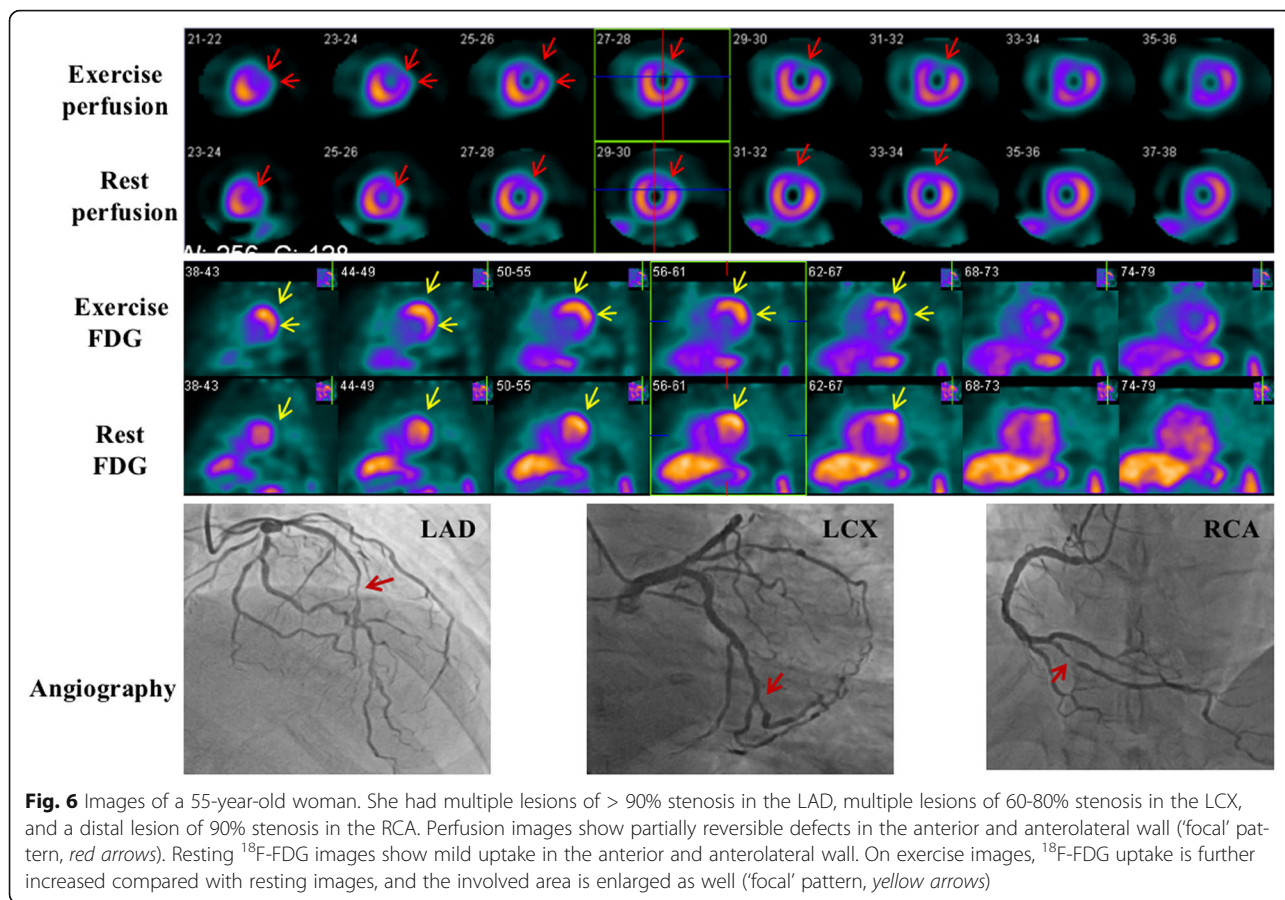 Exercise
perfusion
21-22 23-24 25-26 27-28 29-30 31-32 33-34 35-36
Rest
perfusion
23-24 25-26 27-28 29-30 31-32 33-34 35-36 37-38
Exercise
FDG
38-43 44-49 50-55 56-61 62-67 68-73 74-79
Rest
FDG
38-43 44-49 50-55 56-61 62-67 68-73 74-79
Angiography
LAD LCX RCA
Fig. 6 Images of a 55-year-old woman. She had multiple lesions of > 90% stenosis in the LAD, multiple lesions of 60-80% stenosis in the LCX,
and a distal lesion of 90% stenosis in the RCA. Perfusion images show partially reversible defects in the anterior and anterolateral wall (‘focal’ pat-
tern, red arrows). Resting ¹⁸F-FDG images show mild uptake in the anterior and anterolateral wall. On exercise images, ¹⁸F-FDG uptake is further
increased compared with resting images, and the involved area is enlarged as well (‘focal’ pattern, yellow arrows)